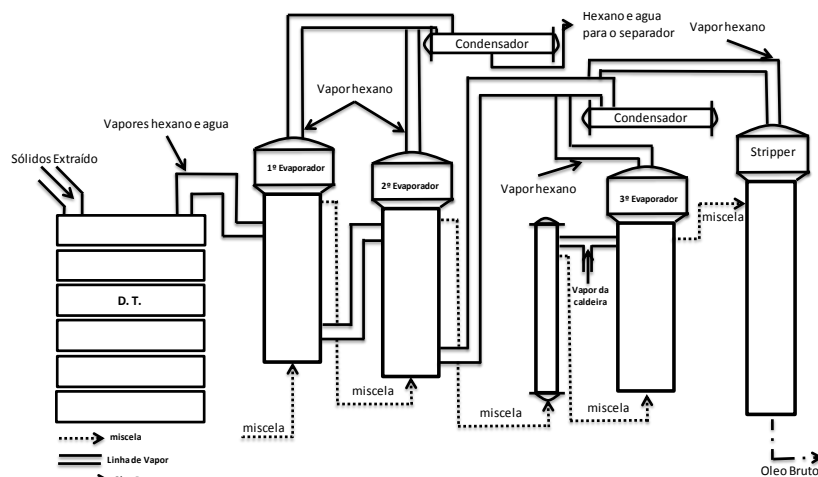 Hexano e agua
para o separador
Vapor hexano
Condensador
Vapor hexano
Condensador
Vapores hexano e agua
Sólidos Extraído
1º Evaporador
2º Evaporador
Stripper
Vapor hexano
3º Evaporador
miscela
D. T.
Vapor da
caldeira
miscela
miscela
miscela
miscela
miscela
Linha de Vapor
Oleo Bruto